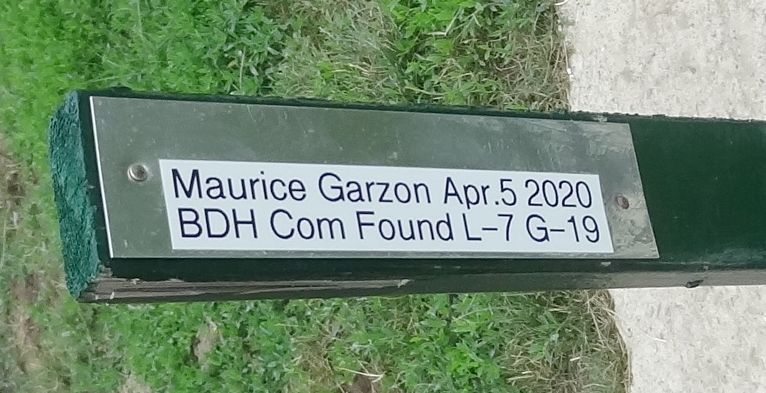 Maurice Garzon Apr.5 2020
BDH Com Found L-7 G-19